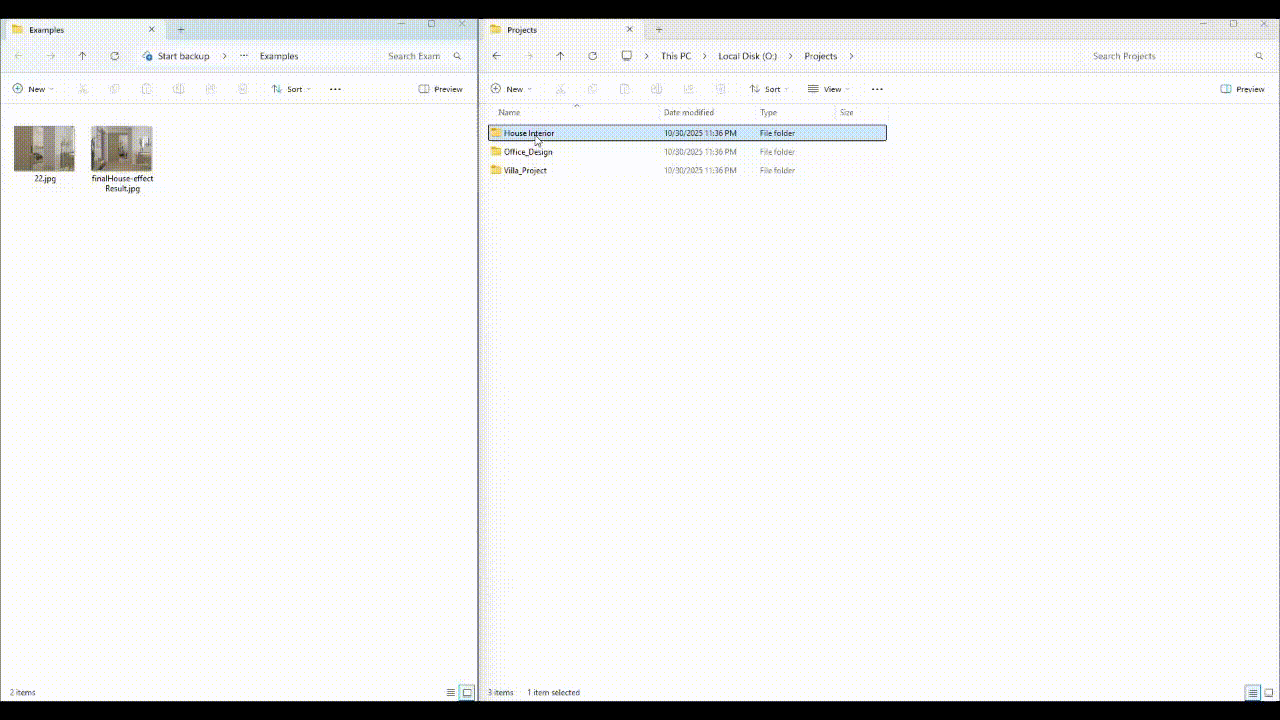 Examples
Start backup
Examples
Search Exam
New
Sort
Preview
22.jpg
finalHouse-effect
Result.jpg
2 items
Projects
This PC
Local Disk (O:)
Projects
Search Projects
New
Sort
View
Preview
Name Date modified Type Size
House Interior 10/30/2025 11:36 PM File folder
Office_Design 10/30/2025 11:36 PM File folder
Villa_Project 10/30/2025 11:36 PM File folder
3 items 1 item selected